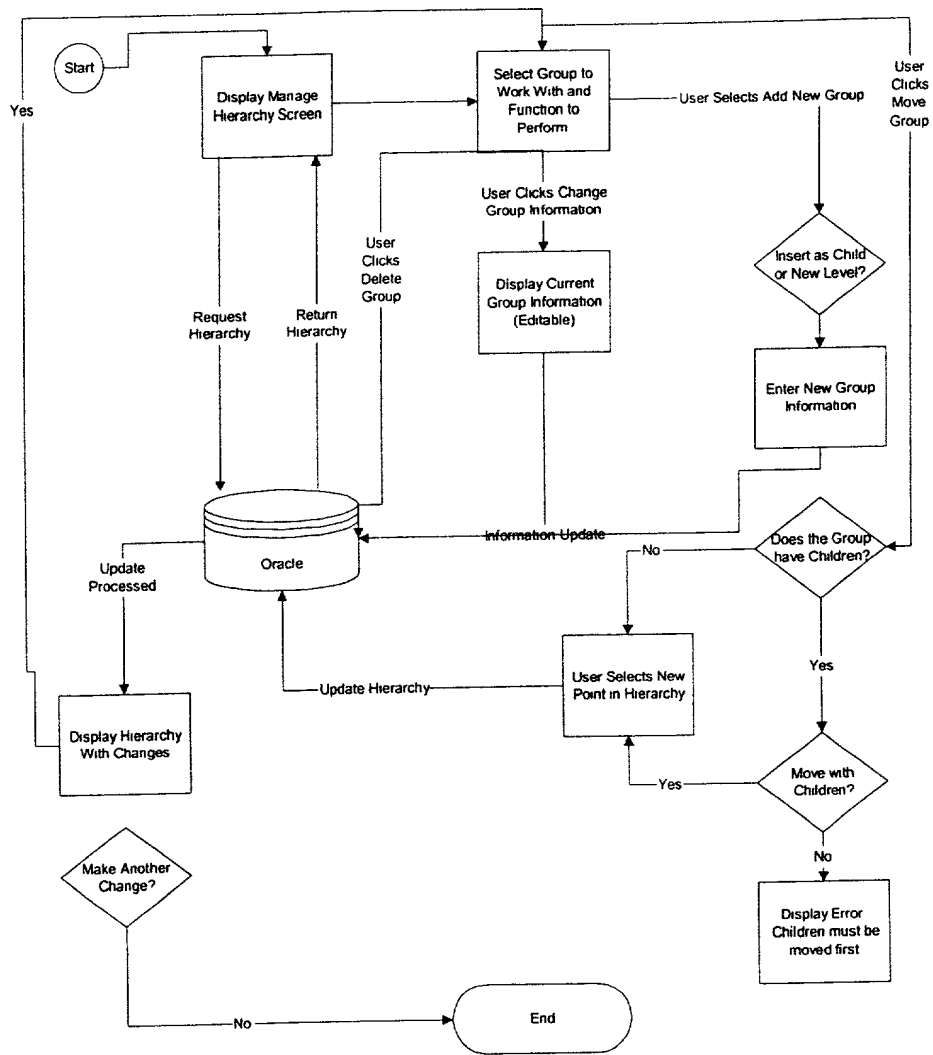 Start
Display Manage
Hierarchy Screen
Select Group to
Work With and
Function to
Perform
User Selects Add New Group
User
Clicks
Move
Group
Yes
User Clicks Change
Group Information
User
Clicks
Delete
Group
Insert as Child
or New Level?
Display Current
Group Information
(Editable)
Request
Hierarchy
Return
Hierarchy
Enter New Group
Information
Information Update
Oracle
Does the Group
have Children?
No
Update
Processed
Yes
User Selects New
Point in Hierarchy
Update Hierarchy
Display Hierarchy
With Changes
Move with
Children?
Yes
No
Make Another
Change?
Display Error
Children must be
moved first
No
End